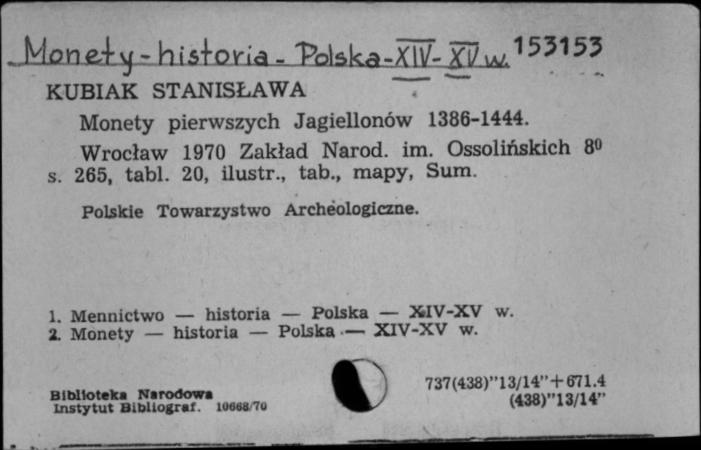 Monety-historia-Polska-XIV-XV w. 153153
KUBIAK STANISŁAWA
Monety pierwszych Jagiellonów 1386-1444.
Wrocław 1970 Zakład Narod. im. Ossolińskich 8⁰
s. 265, tabl. 20, ilustr., tab., mapy, Sum.
Polskie Towarzystwo Archeologiczne.
1. Mennictwo — historia — Polska — XIV-XV w.
2. Monety — historia — Polska — XIV-XV w.
737(438)"13/14"+671.4
(438)"13/14"
Biblioteka Narodowa
Instytut Bibliograf. 10668/70